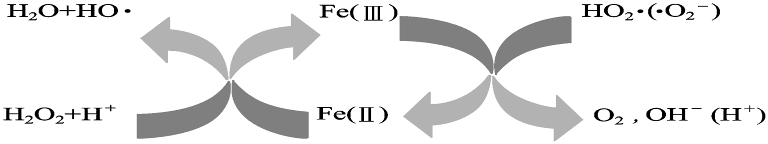 H₂O+HO• Fe(Ⅲ) HO₂•(•O₂⁻)
H₂O₂+H⁺ Fe(Ⅱ) O₂ , OH⁻ (H⁺)